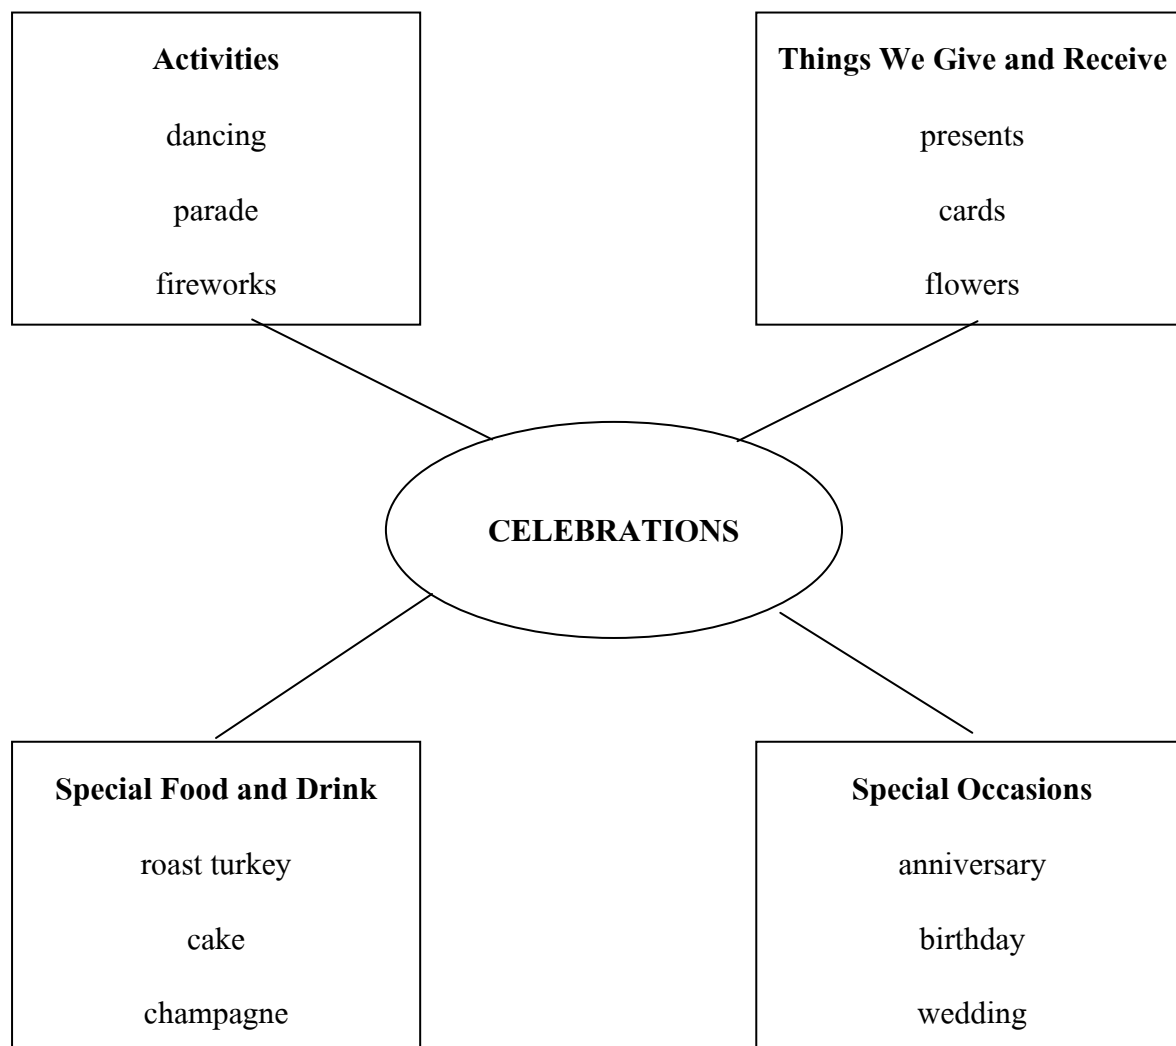 Activities
dancing
parade
fireworks
Things We Give and Receive
presents
cards
flowers
CELEBRATIONS
Special Food and Drink
roast turkey
cake
champagne
Special Occasions
anniversary
birthday
wedding